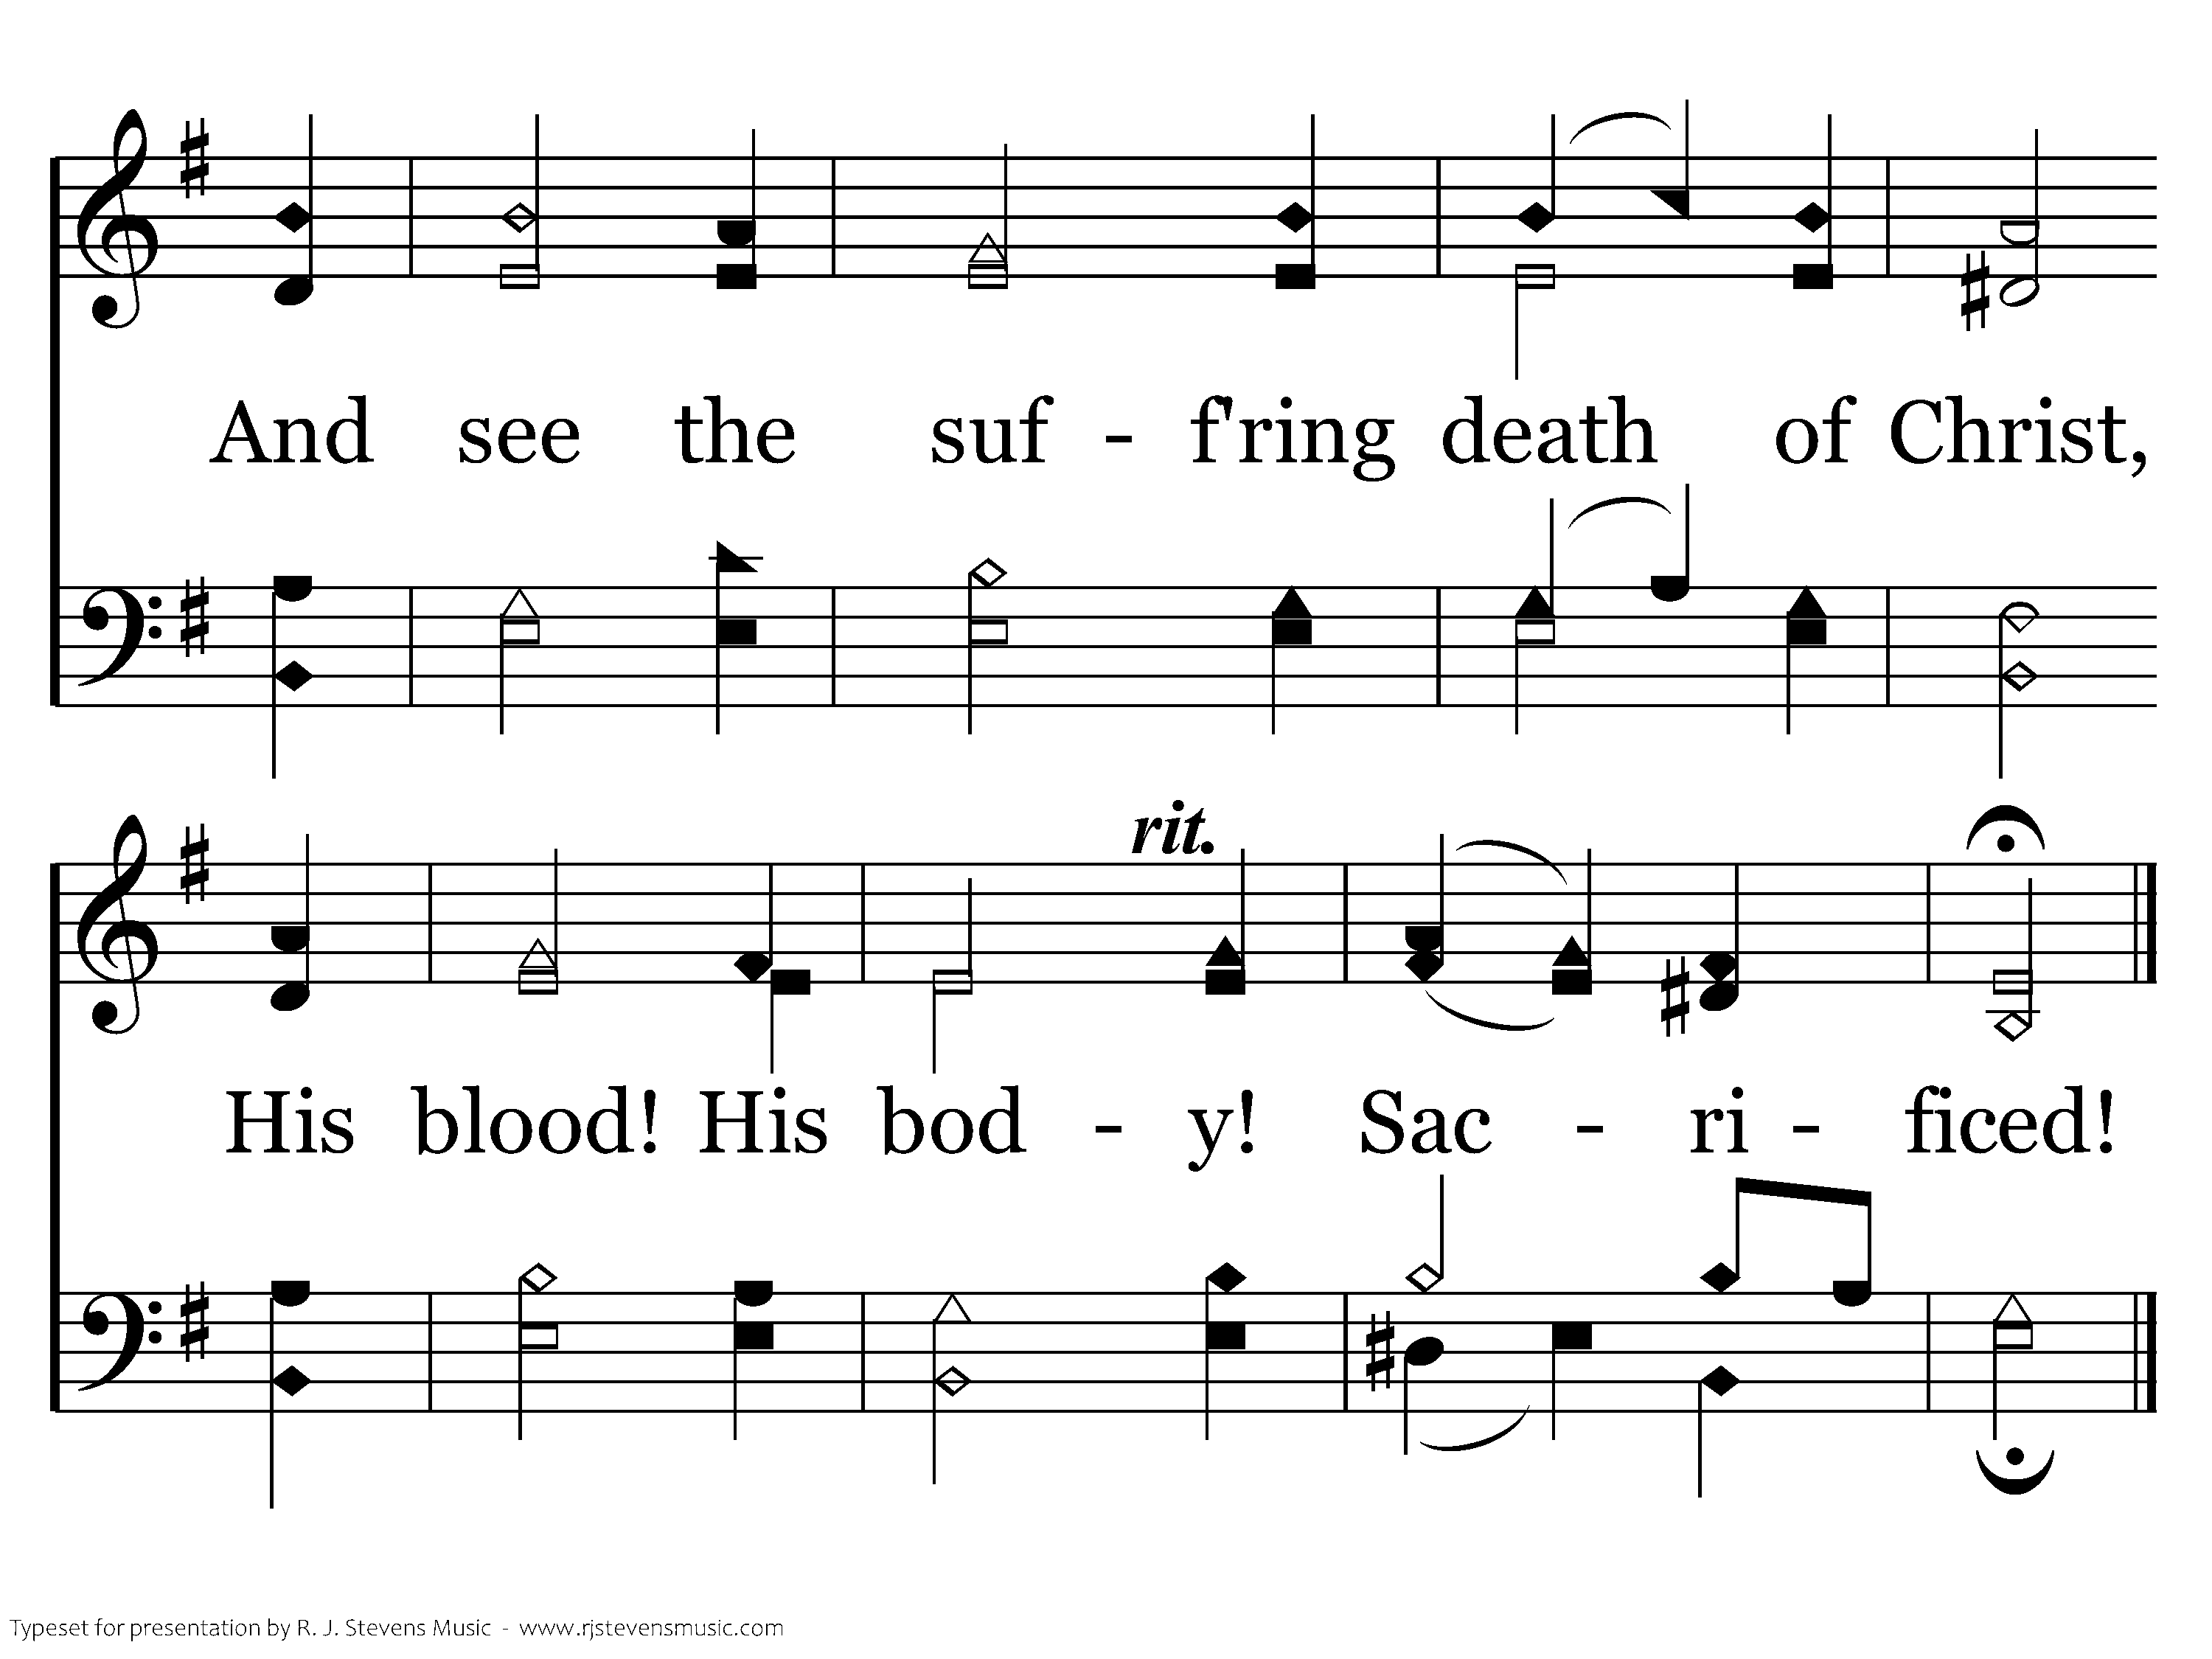 And see the suf - f'ring death of Christ,
rit.
His blood! His bod - y! Sac - ri - ficed!
Typeset for presentation by R. J. Stevens Music - www.rjstevensmusic.com